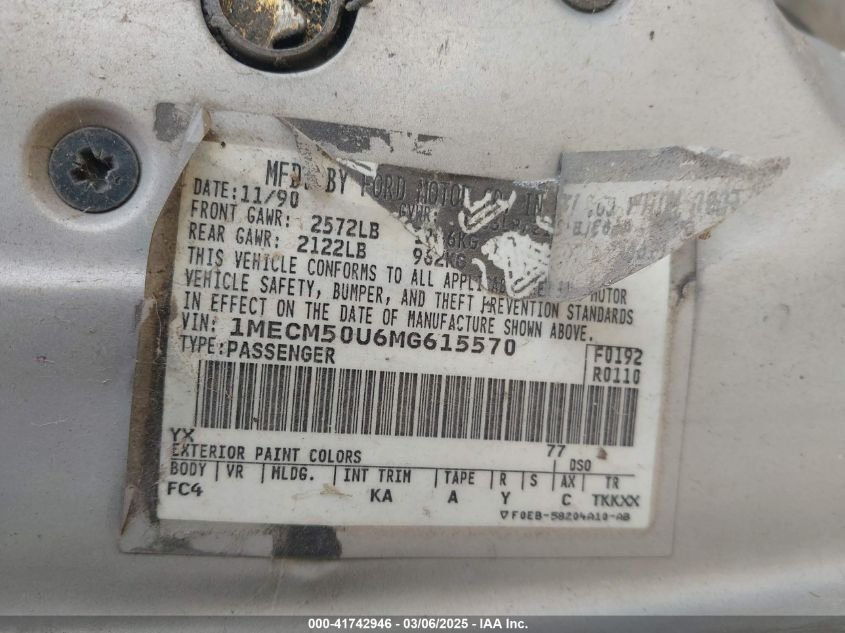 MFD. BY FORD MOTOR CO. IN
DATE: 11/90
FRONT GAWR: 2572LB
REAR GAWR: 2122LB 962KG
THIS VEHICLE CONFORMS TO ALL MOTOR
VEHICLE SAFETY, BUMPER, AND THEFT PREVENTION STANDARDS
IN EFFECT ON THE DATE OF MANUFACTURE SHOWN ABOVE.
VIN: 1MECM50U6MG615570
TYPE: PASSENGER
F0192
R0110
YX 77
EXTERIOR PAINT COLORS DSO
BODY VR MLDG. INT TRIM TAPE R S AX TR
FC4 KA A Y C TKKXX
▽F0EB-58204A10-AB
000-41742946 | 03/06/2025 - IAA Inc.